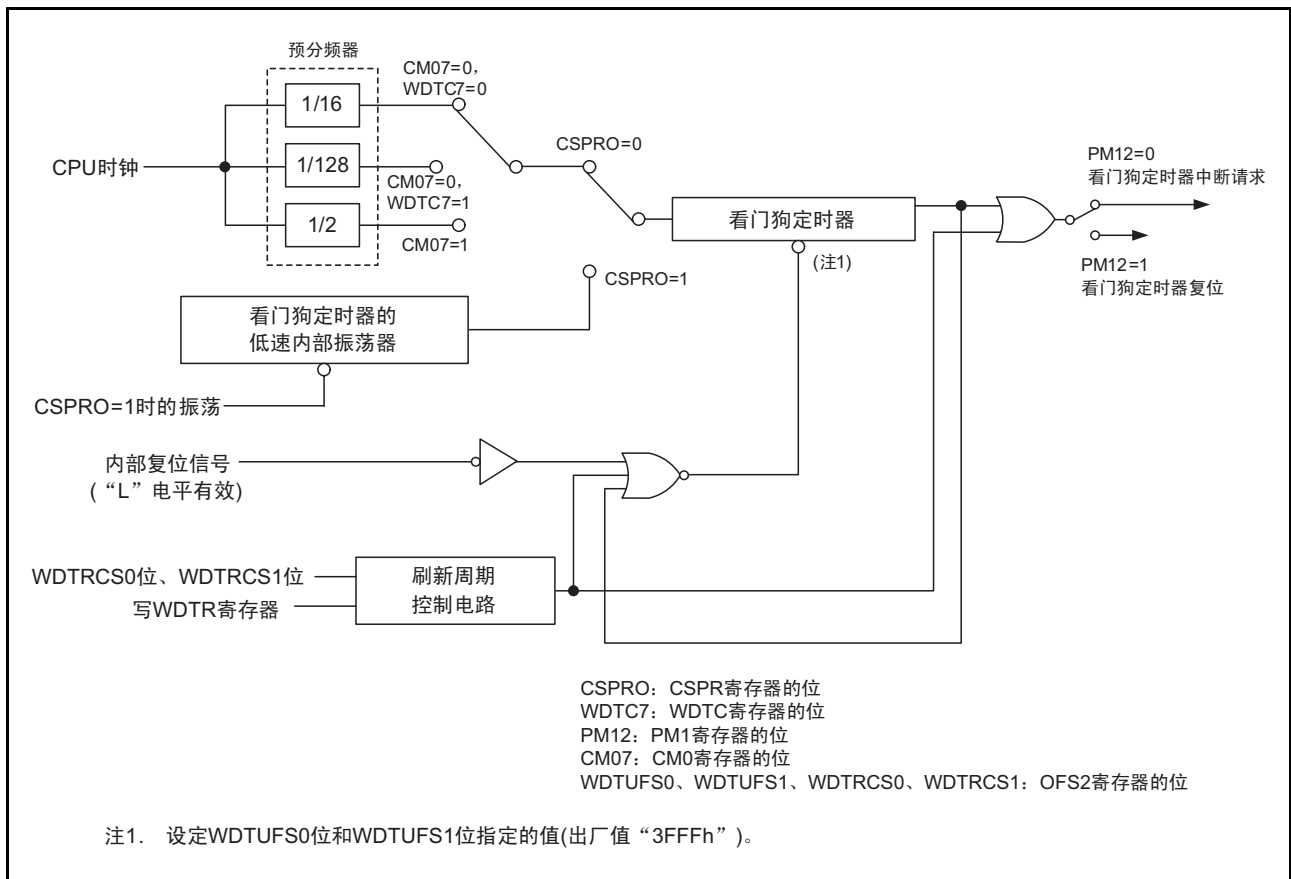 预分频器
CM07=0，
WDTC7=0
1/16
CSPRO=0
PM12=0
看门狗定时器中断请求
CPU时钟
1/128
CM07=0，
WDTC7=1
1/2
CM07=1
看门狗定时器
(注1)
PM12=1
看门狗定时器复位
CSPRO=1
看门狗定时器的
低速内部振荡器
CSPRO=1时的振荡
内部复位信号
(“L”电平有效)
WDTRCS0位、WDTRCS1位
写WDTR寄存器
刷新周期
控制电路
CSPRO：CSPR寄存器的位
WDTC7：WDTC寄存器的位
PM12：PM1寄存器的位
CM07：CM0寄存器的位
WDTUFS0、WDTUFS1、WDTRCS0、WDTRCS1：OFS2寄存器的位
注1. 设定WDTUFS0位和WDTUFS1位指定的值(出厂值“3FFFh”)。